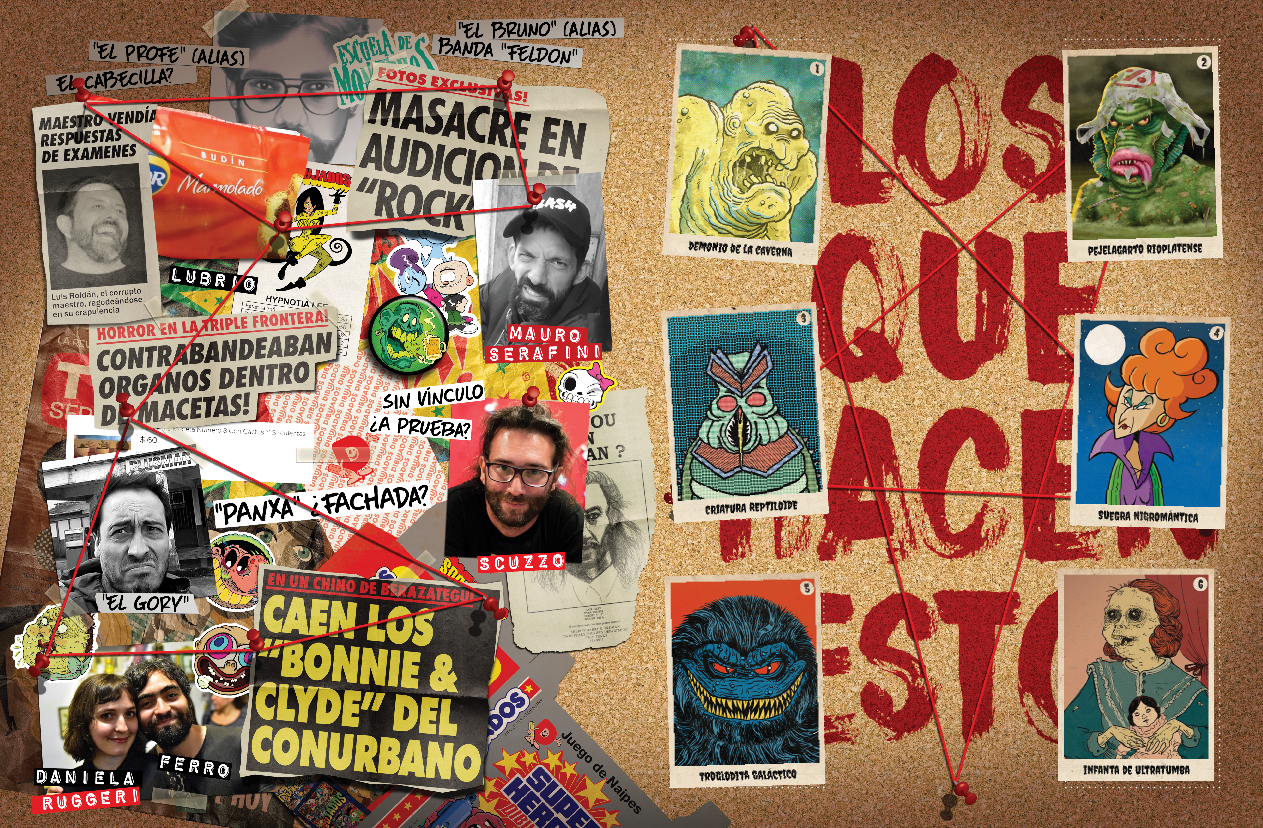 "EL PROFE" (ALIAS)
EL CABECILLA?
"EL BRUNO" (ALIAS)
BANDA "FELDON"
ESCUELA DE
MAESTRO VENDÍA
RESPUESTAS
DE EXAMENES
Luis Roldán, el corrupto
maestro, regodeándose
en su crapulencia
BUDÍN
Marmolado
FOTOS EXCLUSIVAS!
MASACRE EN
AUDICION DE
"ROCK
MAURO
SERAFINI
HORROR EN LA TRIPLE FRONTERA!
CONTRABANDEABAN
ORGANOS DENTRO
DE MACETAS!
$ 60
SIN VÍNCULO
¿A PRUEBA?
SCUZZO
"PANXA" ¿FACHADA?
"EL GORY"
EN UN CHINO DE BERAZATEGUI
CAEN LOS
"BONNIE &
CLYDE" DEL
CONURBANO
DANIELA
RUGGERI
FERRO
Juego de Naipes
SUPER
LOS
QUE
HACEN
ESTO
1
DEMONIO DE LA CAVERNA
2
PEJELAGARTO RIOPLATENSE
3
CRIATURA REPTILOIDE
4
SUEGRA NIGROMÁNTICA
5
TROGLODITA GALÁCTICO
6
INFANTA DE ULTRATUMBA